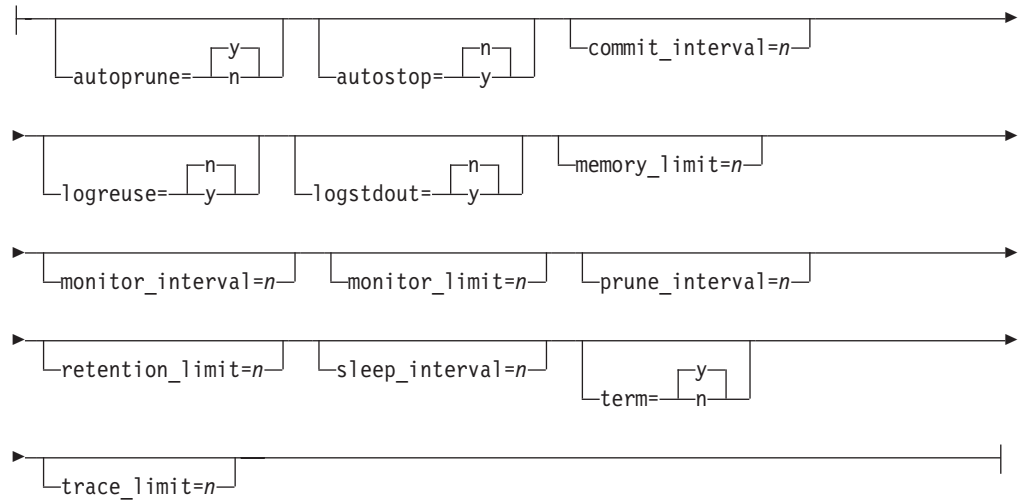 y n commit_interval=n
autoprune= n autostop= y
n n memory_limit=n
logreuse= y logstdout= y
monitor_interval=n monitor_limit=n prune_interval=n
retention_limit=n sleep_interval=n y
term= n
trace_limit=n